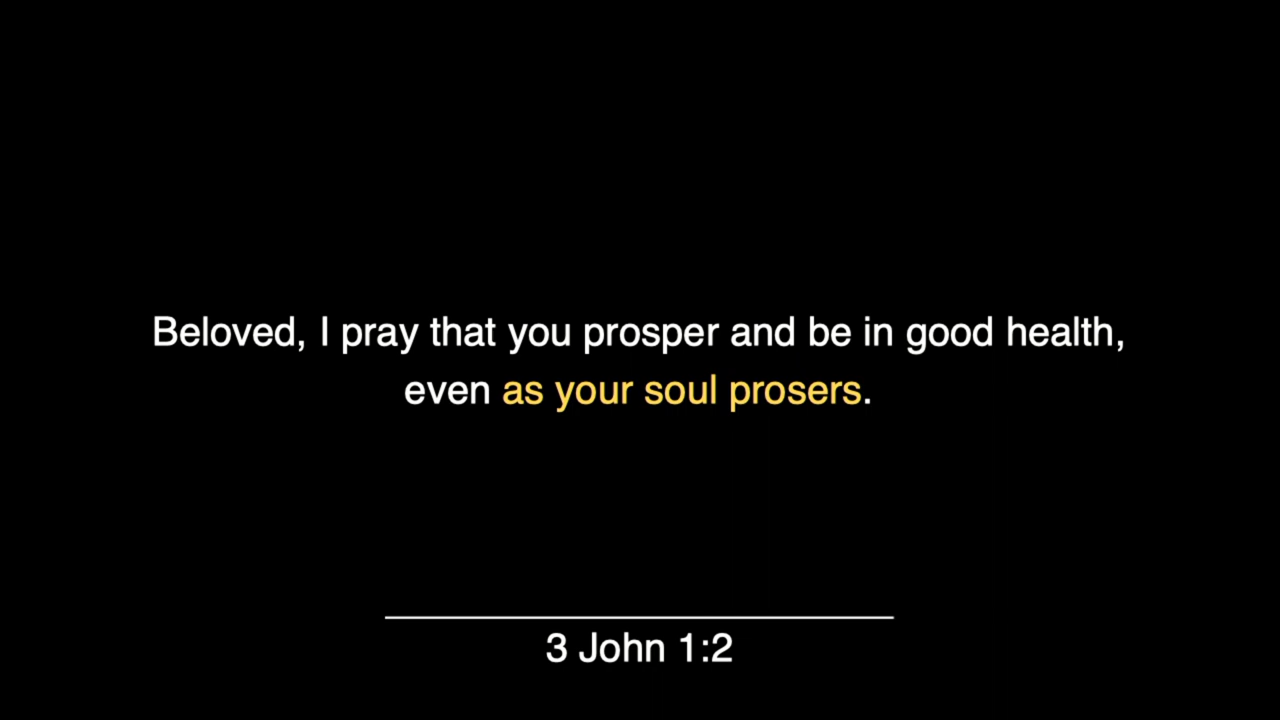 Beloved, I pray that you prosper and be in good health,
even as your soul prosers.
3 John 1:2